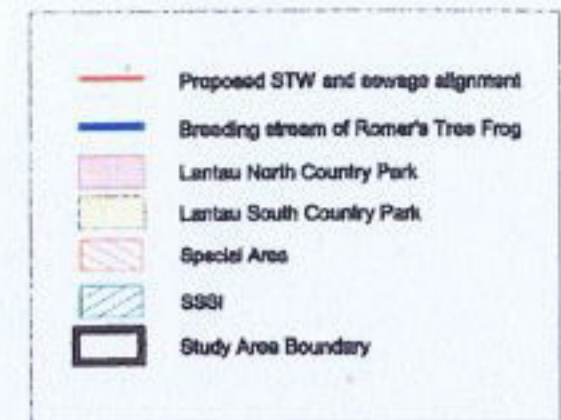 Proposed STW and sewage alignment
Breeding stream of Romer's Tree Frog
Lantau North Country Park
Lantau South Country Park
Special Area
SSSI
Study Area Boundary